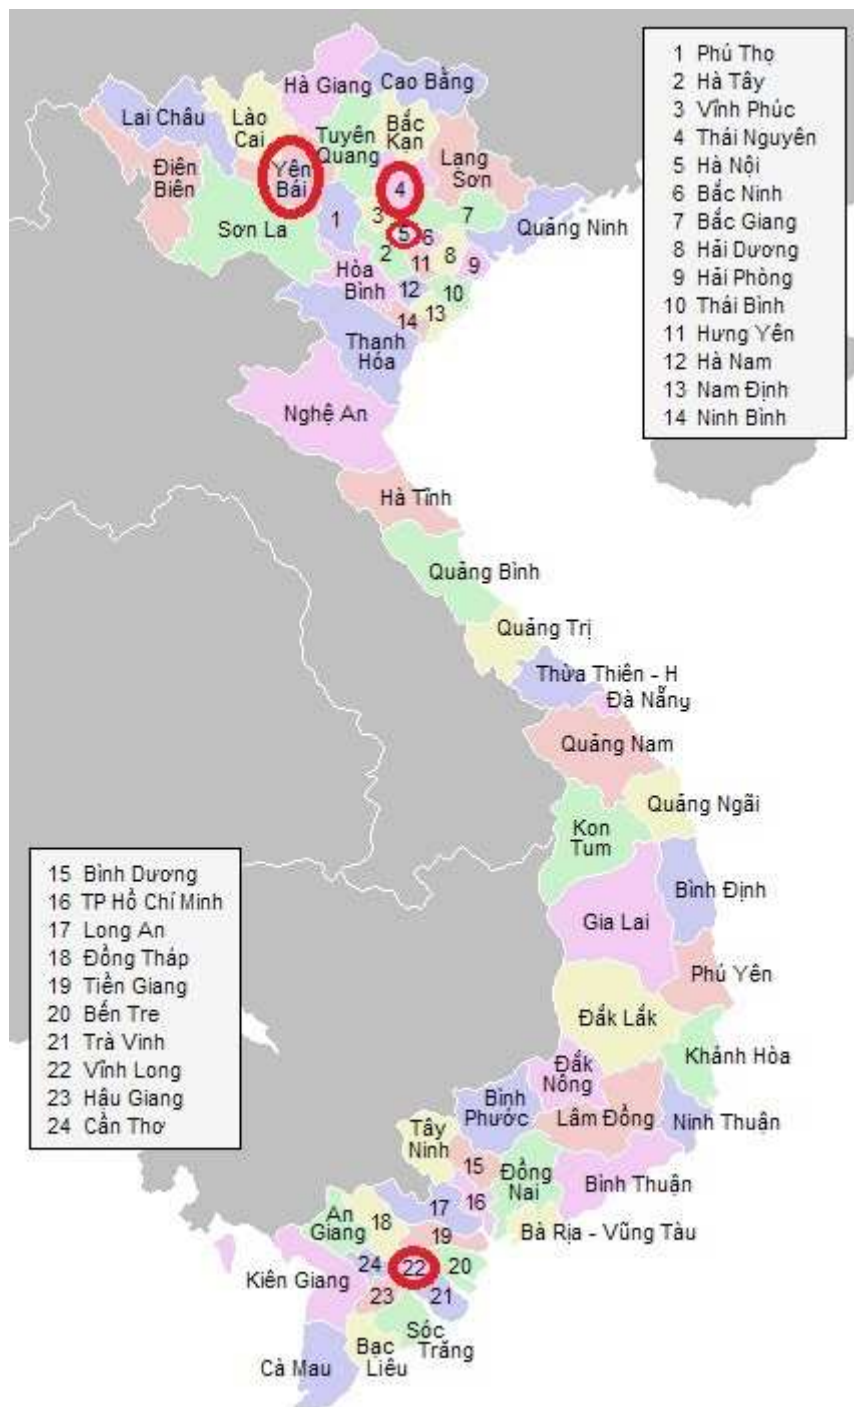 Hà Giang
Cao Bằng
Lai Châu
Lào
Cai
Tuyên
Quang
Bắc
Kạn
Lạng
Sơn
Yên
Bái
Điên
Biên
4
Sơn La
1
3
7
Quảng Ninh
5
6
2
8
9
11
Hòa
Bình
12
10
13
14
Thanh
Hóa
Nghệ An
Hà Tĩnh
Quảng Bình
Quảng Trị
Thừa Thiên - H
Đà Nẵng
Quảng Nam
Quảng Ngãi
Kon
Tum
Bình Định
Gia Lai
Phú Yên
Đắk Lắk
Khánh Hòa
Đắk
Nông
Bình
Phước
Lâm Đồng
Ninh Thuận
Tây
Ninh
15
Đồng
Nai
Bình Thuận
16
17
An
Giang
18
19
Bà Rịa - Vũng Tàu
24
22
20
Kiên Giang
23
21
Sóc
Trăng
Bạc
Liêu
Cà Mau
1 Phú Thọ
2 Hà Tây
3 Vĩnh Phúc
4 Thái Nguyên
5 Hà Nội
6 Bắc Ninh
7 Bắc Giang
8 Hải Dương
9 Hải Phòng
10 Thái Bình
11 Hưng Yên
12 Hà Nam
13 Nam Định
14 Ninh Bình
15 Bình Dương
16 TP Hồ Chí Minh
17 Long An
18 Đồng Tháp
19 Tiền Giang
20 Bến Tre
21 Trà Vinh
22 Vĩnh Long
23 Hậu Giang
24 Cần Thơ